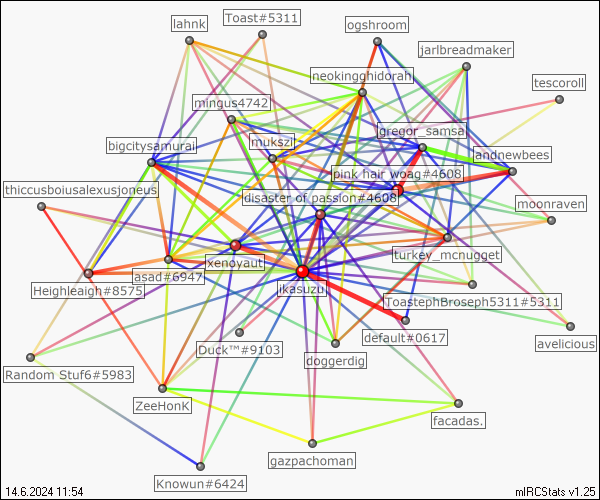 lahnk
Toast#5311
ogshroom
jarlbreadmaker
neokingghidorah
tescoroll
mingus4742
gregor_samsa
mukszil
bigcitysamurai
andnewbees
pink hair woag#4608
thiccusboiusalexusjoneus
disaster of passion#4608
moonraven
turkey_mcnugget
xenoyaut
asad#6947
Heighleaigh#8575
ikasuzu
ToastephBroseph5311#5311
default#0617
avelicious
Duck™#9103
doggerdig
Random Stuf6#5983
ZeeHonK
facadas.
gazpachoman
Knowun#6424
14.6.2024 11:54
mIRCStats v1.25